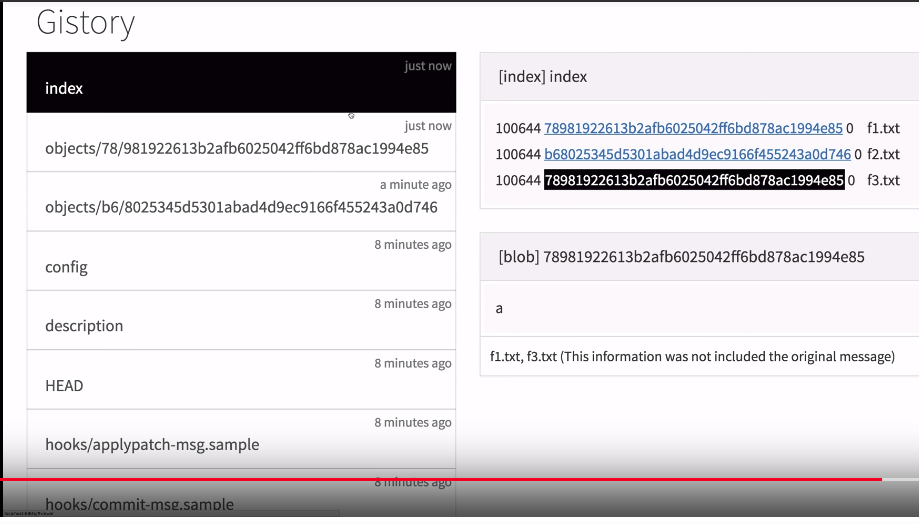 Gistory
just now
index
just now
objects/78/981922613b2afb6025042ff6bd878ac1994e85
a minute ago
objects/b6/8025345d5301abad4d9ec9166f455243a0d746
8 minutes ago
config
8 minutes ago
description
8 minutes ago
HEAD
8 minutes ago
hooks/applypatch-msg.sample
8 minutes ago
hooks/commit-msg.sample
[index] index
100644 78981922613b2afb6025042ff6bd878ac1994e85 0 f1.txt
100644 b68025345d5301abad4d9ec9166f455243a0d746 0 f2.txt
100644 78981922613b2afb6025042ff6bd878ac1994e85 0 f3.txt
[blob] 78981922613b2afb6025042ff6bd878ac1994e85
a
f1.txt, f3.txt (This information was not included the original message)